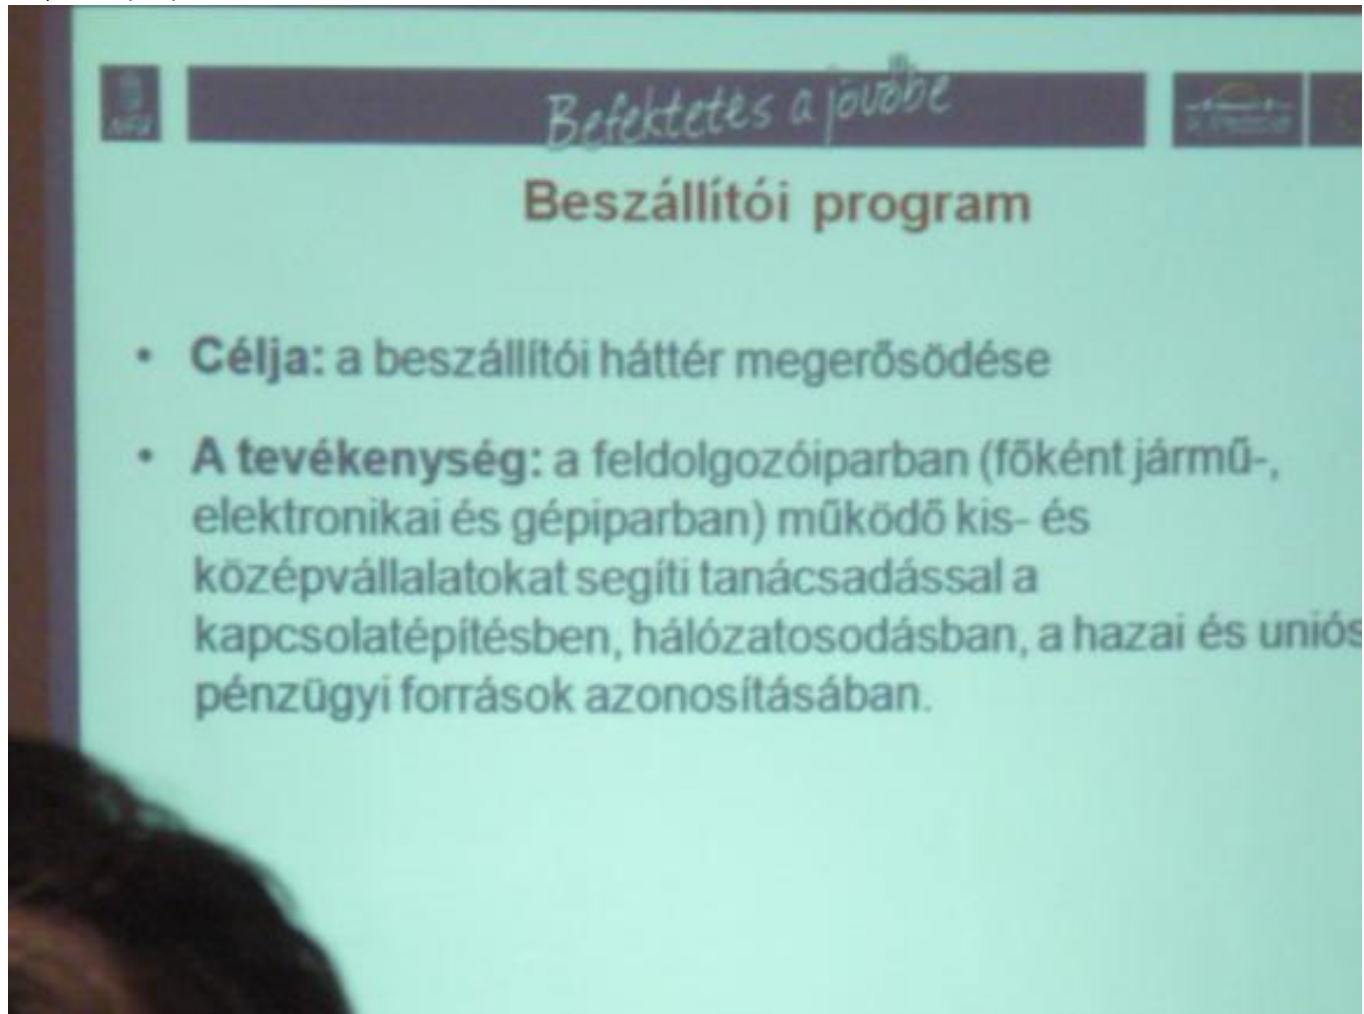 NFÜ
Befektetés a jövőbe
Beszállítói program
• Célja: a beszállítói háttér megerősödése
• A tevékenység: a feldolgozóiparban (főként jármű-,
elektronikai és gépiparban) működő kis- és
középvállalatokat segíti tanácsadással a
kapcsolatépítésben, hálózatosodásban, a hazai és uniós
pénzügyi források azonosításában.